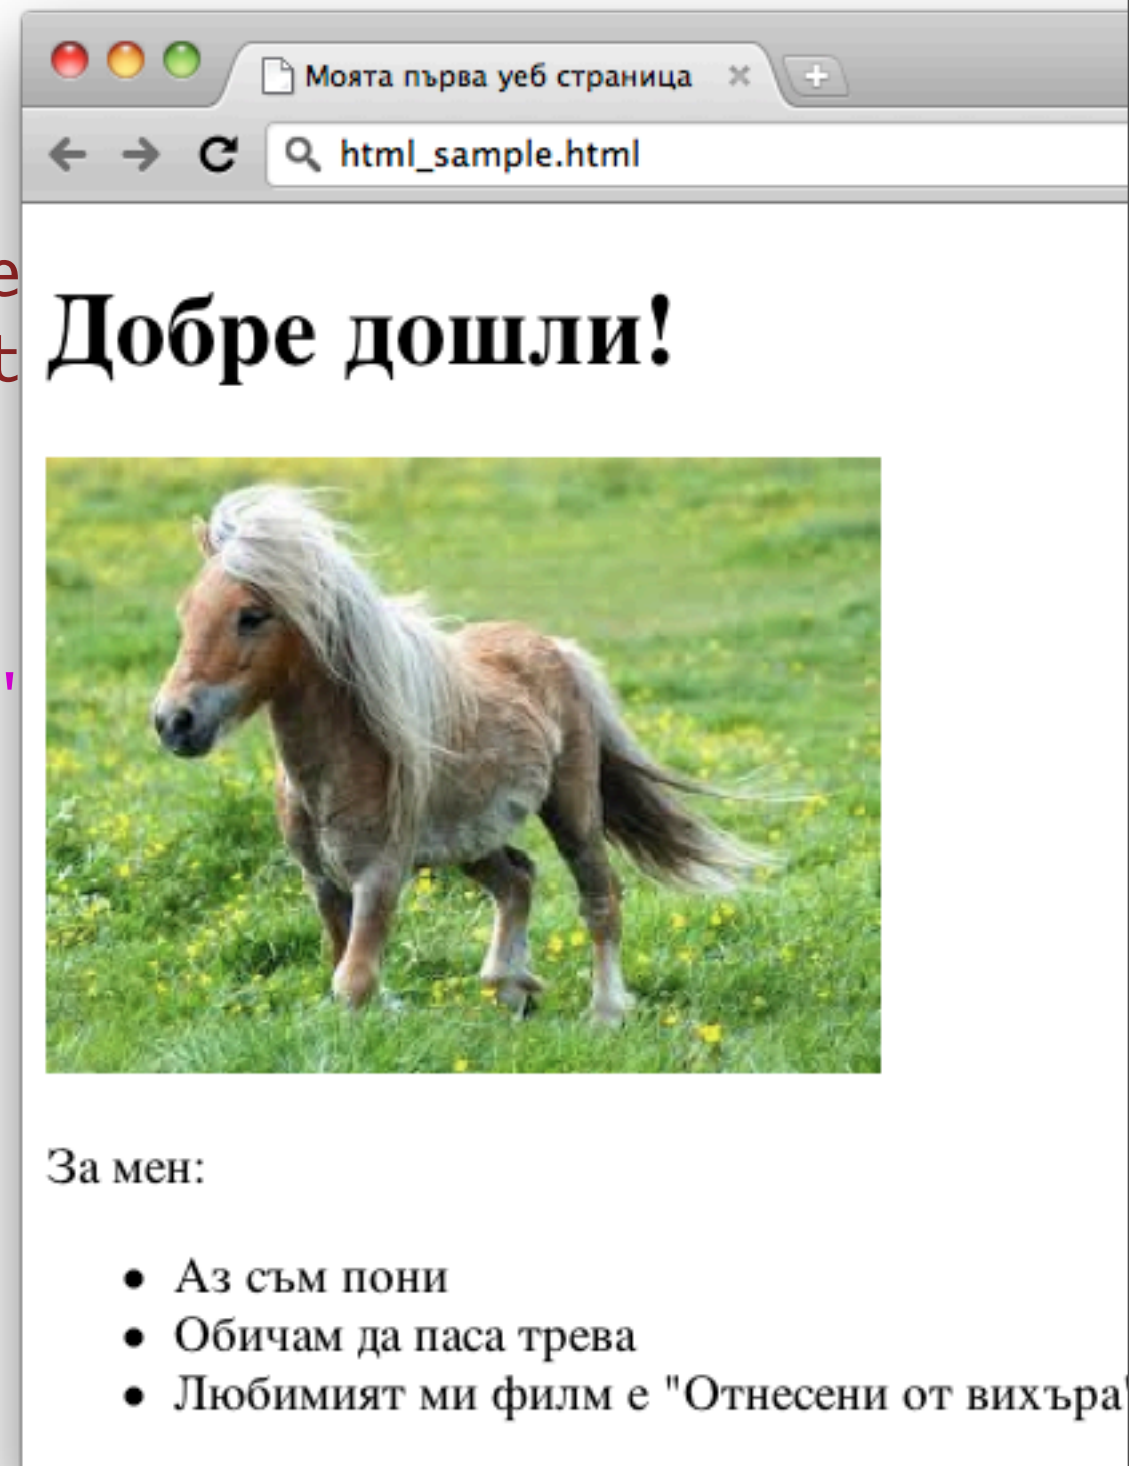 Моята първа уеб страница
html_sample.html
e
Добре дошли!
t
"
За мен:
Аз съм пони
Обичам да паса трева
Любимият ми филм е "Отнесени от вихъра"